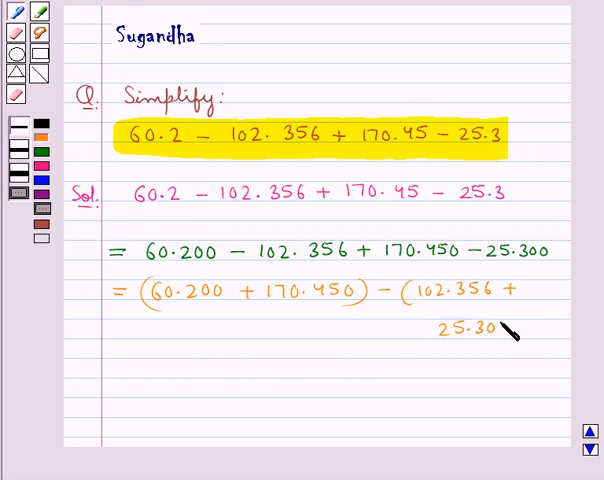 Sugandha
Q. Simplify:
60.2 - 102.356 + 170.45 - 25.3
Sol. 60.2 - 102.356 + 170.45 - 25.3
= 60.200 - 102.356 + 170.450 - 25.300
= (60.200 + 170.450) - (102.356 +
25.30